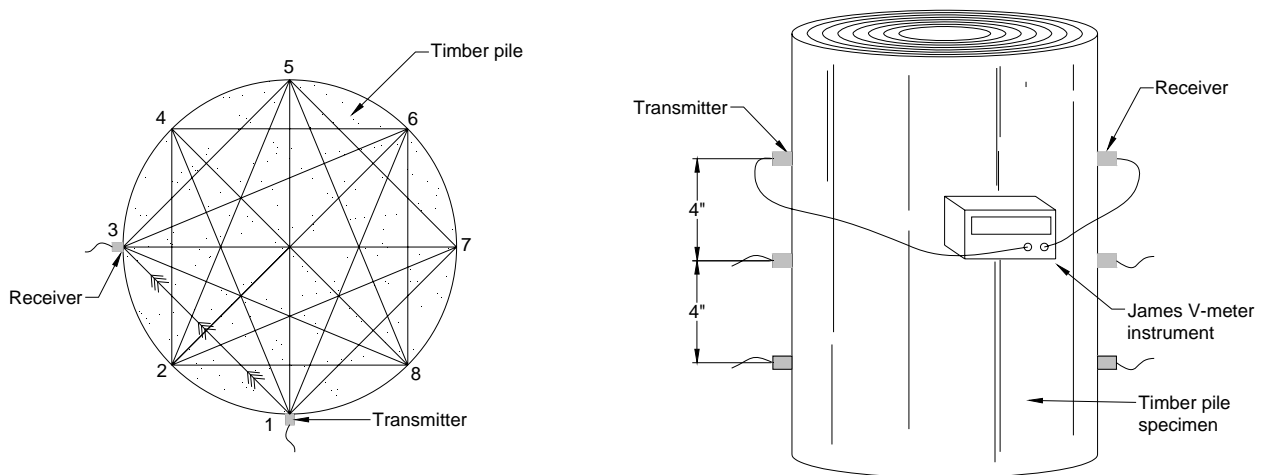 Timber pile
5
4
6
3
7
Receiver
2
8
1
Transmitter
Transmitter
Receiver
4"
4"
James V-meter
instrument
Timber pile
specimen